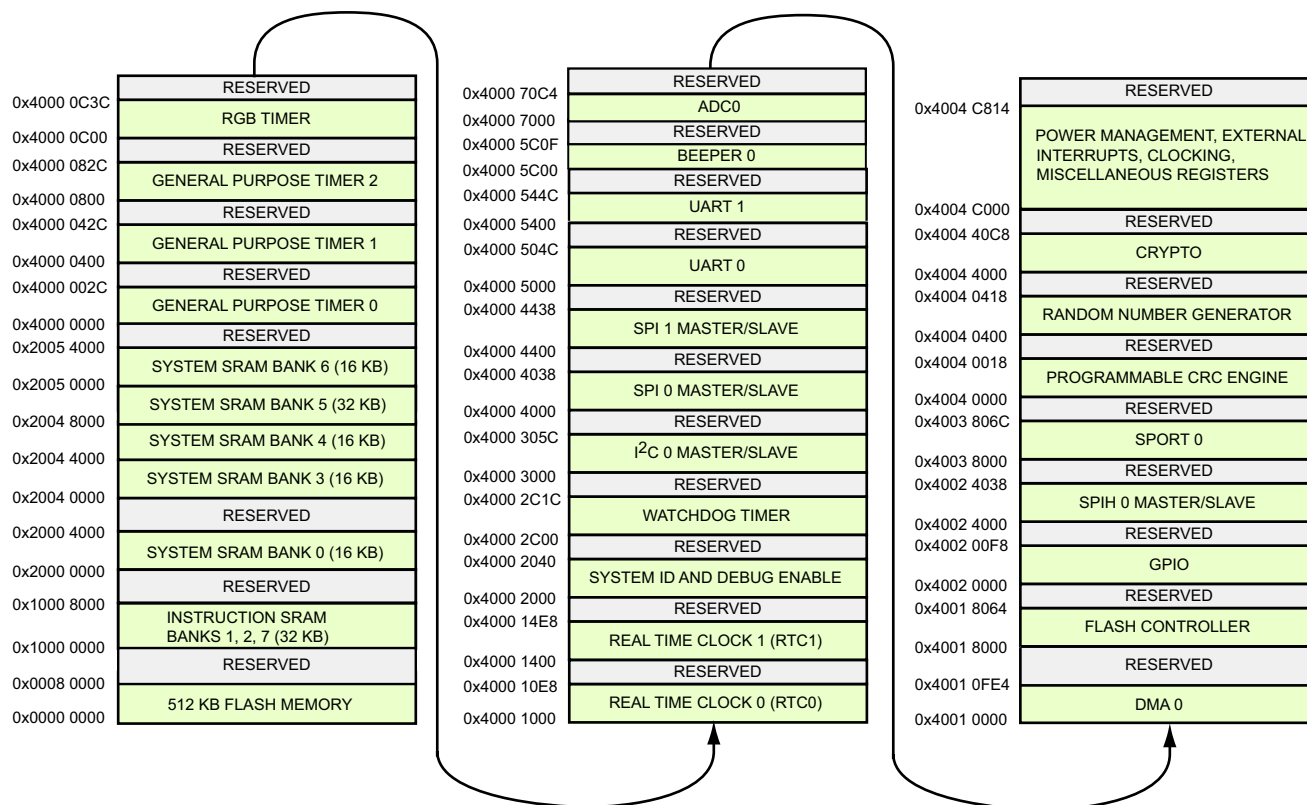 RESERVED
0x4000 0C3C
RGB TIMER
0x4000 0C00
RESERVED
0x4000 082C
GENERAL PURPOSE TIMER 2
0x4000 0800
RESERVED
0x4000 042C
GENERAL PURPOSE TIMER 1
0x4000 0400
RESERVED
0x4000 002C
GENERAL PURPOSE TIMER 0
0x4000 0000
RESERVED
0x2005 4000
SYSTEM SRAM BANK 6 (16 KB)
0x2005 0000
SYSTEM SRAM BANK 5 (32 KB)
0x2004 8000
SYSTEM SRAM BANK 4 (16 KB)
0x2004 4000
SYSTEM SRAM BANK 3 (16 KB)
0x2004 0000
RESERVED
0x2000 4000
SYSTEM SRAM BANK 0 (16 KB)
0x2000 0000
RESERVED
0x1000 8000
INSTRUCTION SRAM
BANKS 1, 2, 7 (32 KB)
0x1000 0000
RESERVED
0x0008 0000
512 KB FLASH MEMORY
0x0000 0000
RESERVED
0x4000 70C4
ADC0
0x4000 7000
RESERVED
0x4000 5C0F
BEEPER 0
0x4000 5C00
RESERVED
0x4000 544C
UART 1
0x4000 5400
RESERVED
0x4000 504C
UART 0
0x4000 5000
RESERVED
0x4000 4438
SPI 1 MASTER/SLAVE
0x4000 4400
RESERVED
0x4000 4038
SPI 0 MASTER/SLAVE
0x4000 4000
RESERVED
0x4000 305C
I²C 0 MASTER/SLAVE
0x4000 3000
RESERVED
0x4000 2C1C
WATCHDOG TIMER
0x4000 2C00
RESERVED
0x4000 2040
SYSTEM ID AND DEBUG ENABLE
0x4000 2000
RESERVED
0x4000 14E8
REAL TIME CLOCK 1 (RTC1)
0x4000 1400
RESERVED
0x4000 10E8
REAL TIME CLOCK 0 (RTC0)
0x4000 1000
RESERVED
0x4004 C814
POWER MANAGEMENT, EXTERNAL
INTERRUPTS, CLOCKING,
MISCELLANEOUS REGISTERS
0x4004 C000
RESERVED
0x4004 40C8
CRYPTO
0x4004 4000
RESERVED
0x4004 0418
RANDOM NUMBER GENERATOR
0x4004 0400
RESERVED
0x4004 0018
PROGRAMMABLE CRC ENGINE
0x4004 0000
RESERVED
0x4003 806C
SPORT 0
0x4003 8000
RESERVED
0x4002 4038
SPIH 0 MASTER/SLAVE
0x4002 4000
RESERVED
0x4002 00F8
GPIO
0x4002 0000
RESERVED
0x4001 8064
FLASH CONTROLLER
0x4001 8000
RESERVED
0x4001 0FE4
DMA 0
0x4001 0000